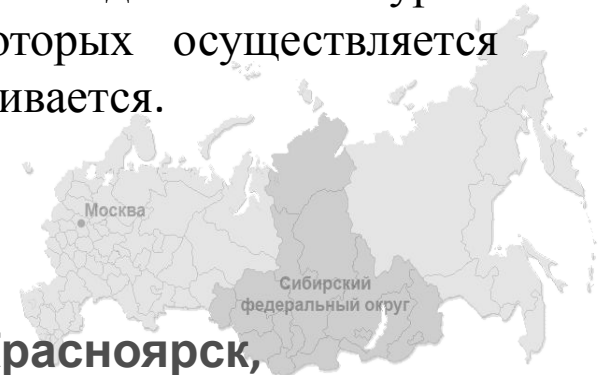 оторых осуществляется
ивается.
Москва
Сибирский
федеральный округ
расноярск,